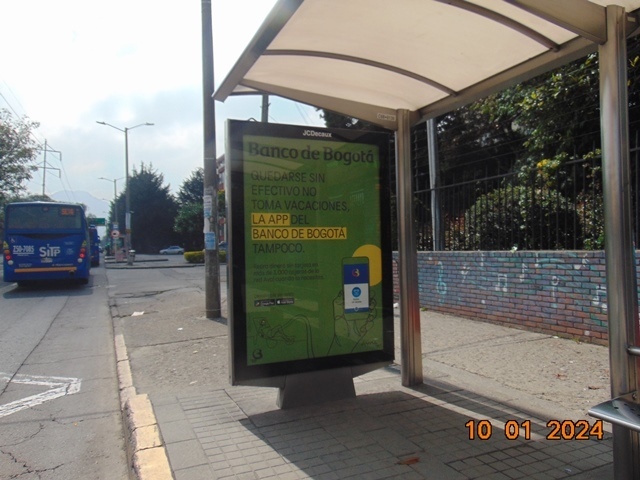 JCDecaux
Banco de Bogotá
QUEDARSE SIN
EFECTIVO NO
TOMA VACACIONES,
LA APP DEL
BANCO DE BOGOTÁ
TAMPOCO.
SITP
10 01 2024